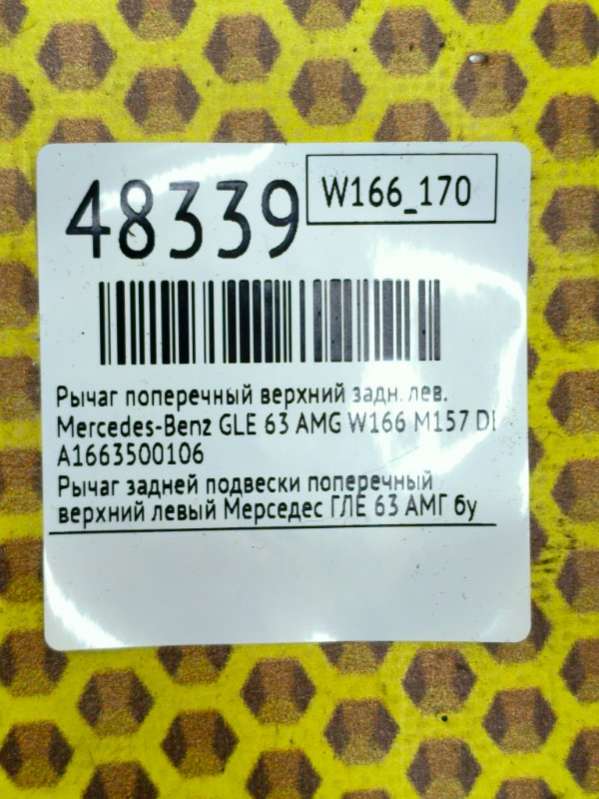 48339
W166_170
Рычаг поперечный верхний задн. лев.
Mercedes-Benz GLE 63 AMG W166 M157 DE
A1663500106
Рычаг задней подвески поперечный
верхний левый Мерседес ГЛЕ 63 АМГ бу